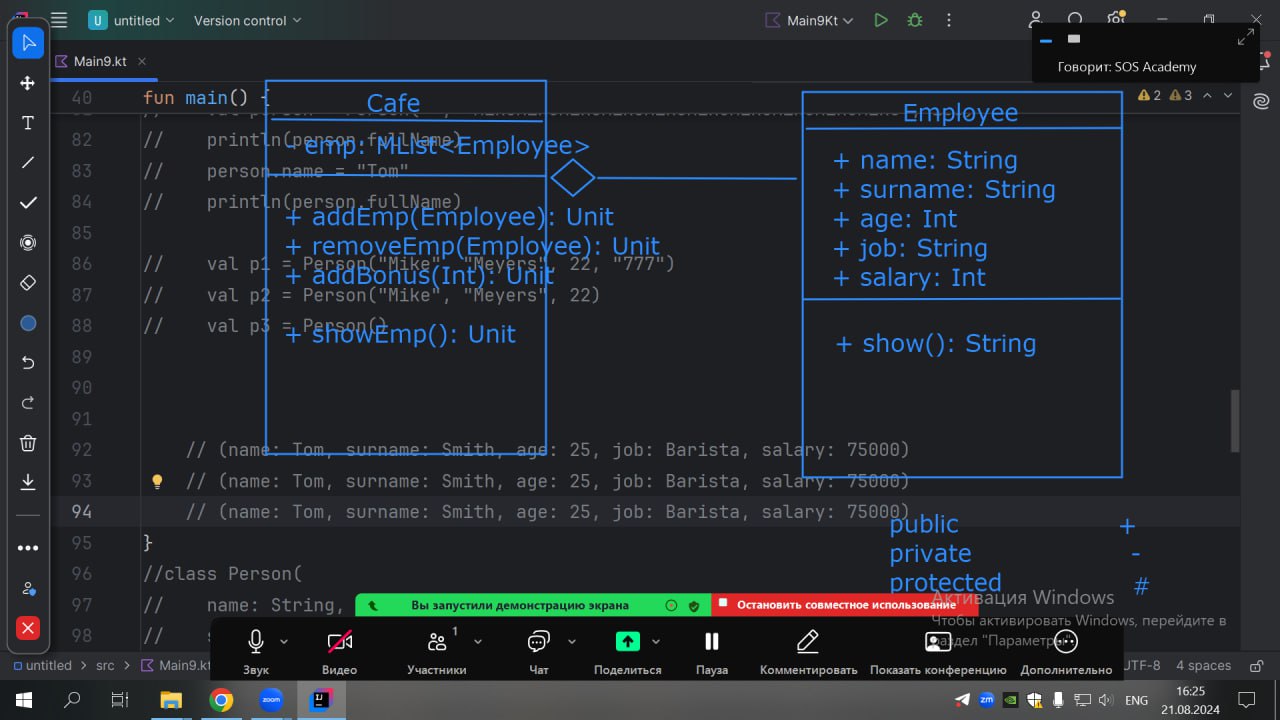 U untitled Version control Main9Kt
Main9.kt
Говорит: SOS Academy
40 fun main() {
2 3
82 // println(person.fullName)
83 // person.name = "Tom"
84 // println(person.fullName)
85
86 // val p1 = Person("Mike", "Meyers", 22, "777")
87 // val p2 = Person("Mike", "Meyers", 22)
88 // val p3 = Person()
89
90
91
92 // (name: Tom, surname: Smith, age: 25, job: Barista, salary: 75000)
93 // (name: Tom, surname: Smith, age: 25, job: Barista, salary: 75000)
94 // (name: Tom, surname: Smith, age: 25, job: Barista, salary: 75000)
95 }
96 //class Person(
97 // name: String,
98 //
Cafe
- emp: MList<Employee>
+ addEmp(Employee): Unit
+ removeEmp(Employee): Unit
+ addBonus(Int): Unit
+ showEmp(): Unit
Employee
+ name: String
+ surname: String
+ age: Int
+ job: String
+ salary: Int
+ show(): String
public +
private -
protected #
Активация Windows
Чтобы активировать Windows, перейдите в
раздел "Параметры".
Вы запустили демонстрацию экрана
Остановить совместное использование
1
Звук Видео Участники Чат Поделиться Пауза Комментировать Показать конференцию Дополнительно
untitled > src > Main9.kt
UTF-8 4 spaces
zoom
zm
ENG
16:25
21.08.2024